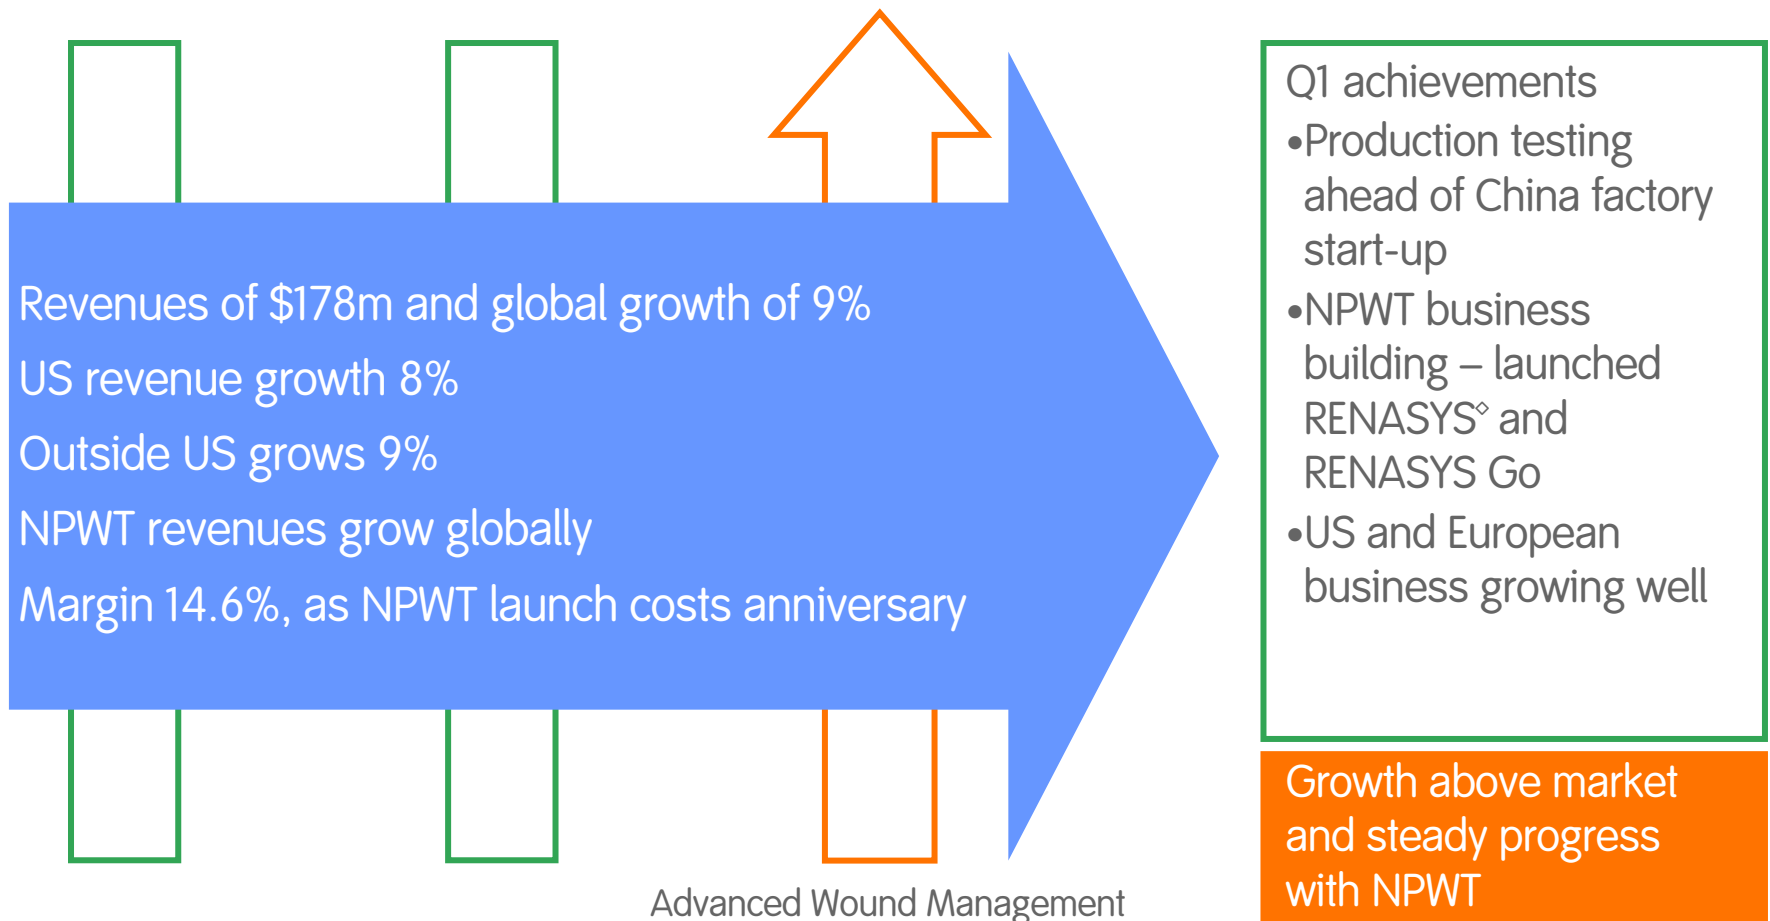 Revenues of $178m and global growth of 9%
US revenue growth 8%
Outside US grows 9%
NPWT revenues grow globally
Margin 14.6%, as NPWT launch costs anniversary
Q1 achievements
•Production testing
ahead of China factory
start-up
•NPWT business
building – launched
RENASYS◊ and
RENASYS Go
•US and European
business growing well
Growth above market
and steady progress
with NPWT
Advanced Wound Management